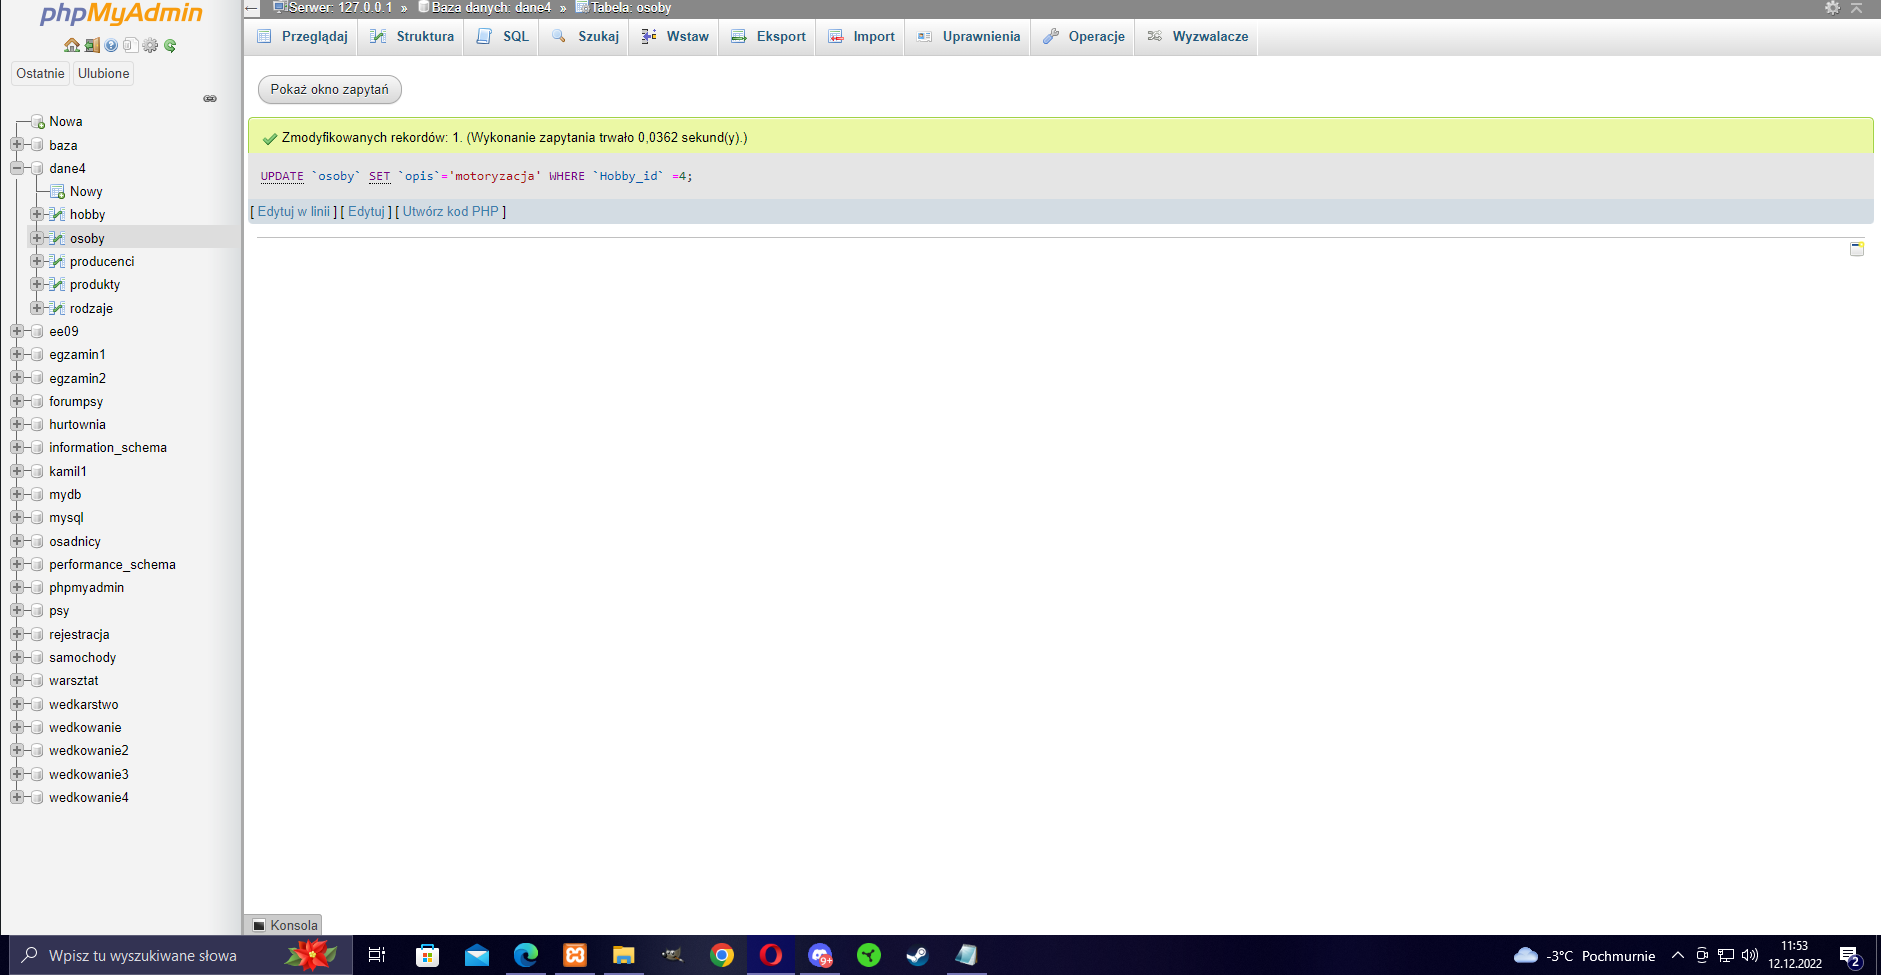 phpMyAdmin
Ostatnie Ulubione
Nowa
baza
dane4
Nowy
hobby
osoby
producenci
produkty
rodzaje
ee09
egzamin1
egzamin2
forumpsy
hurtownia
information_schema
kamil1
mydb
mysql
osadnicy
performance_schema
phpmyadmin
psy
rejestracja
samochody
warsztat
wedkarstwo
wedkowanie
wedkowanie2
wedkowanie3
wedkowanie4
Serwer: 127.0.0.1 » Baza danych: dane4 » Tabela: osoby
Przeglądaj Struktura SQL Szukaj Wstaw Eksport Import Uprawnienia Operacje Wyzwalacze
Pokaż okno zapytań
Zmodyfikowanych rekordów: 1. (Wykonanie zapytania trwało 0,0362 sekund(y).)
UPDATE `osoby` SET `opis`='motoryzacja' WHERE `Hobby_id` =4;
[ Edytuj w linii ] [ Edytuj ] [ Utwórz kod PHP ]
Konsola
Wpisz tu wyszukiwane słowa
9+
-3°C Pochmurnie
11:53
12.12.2022
2